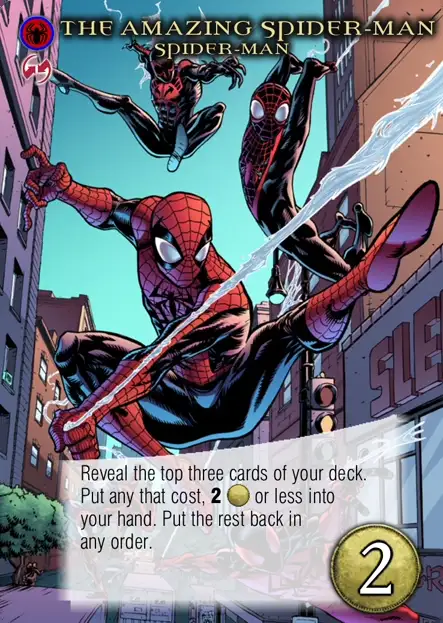 THE AMAZING SPIDER-MAN
SPIDER-MAN
SLE
Reveal the top three cards of your deck.
Put any that cost, 2 or less into
your hand. Put the rest back in
any order.
2